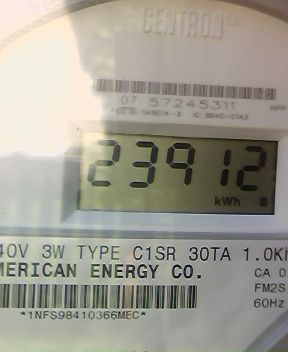 CENTRON®
07 57245311
23912
kWh
40V 3W TYPE C1SR 30TA 1.0Kh
MERICAN ENERGY CO.
CA 0
FM2S
60Hz
*1NFS98410366MEC*